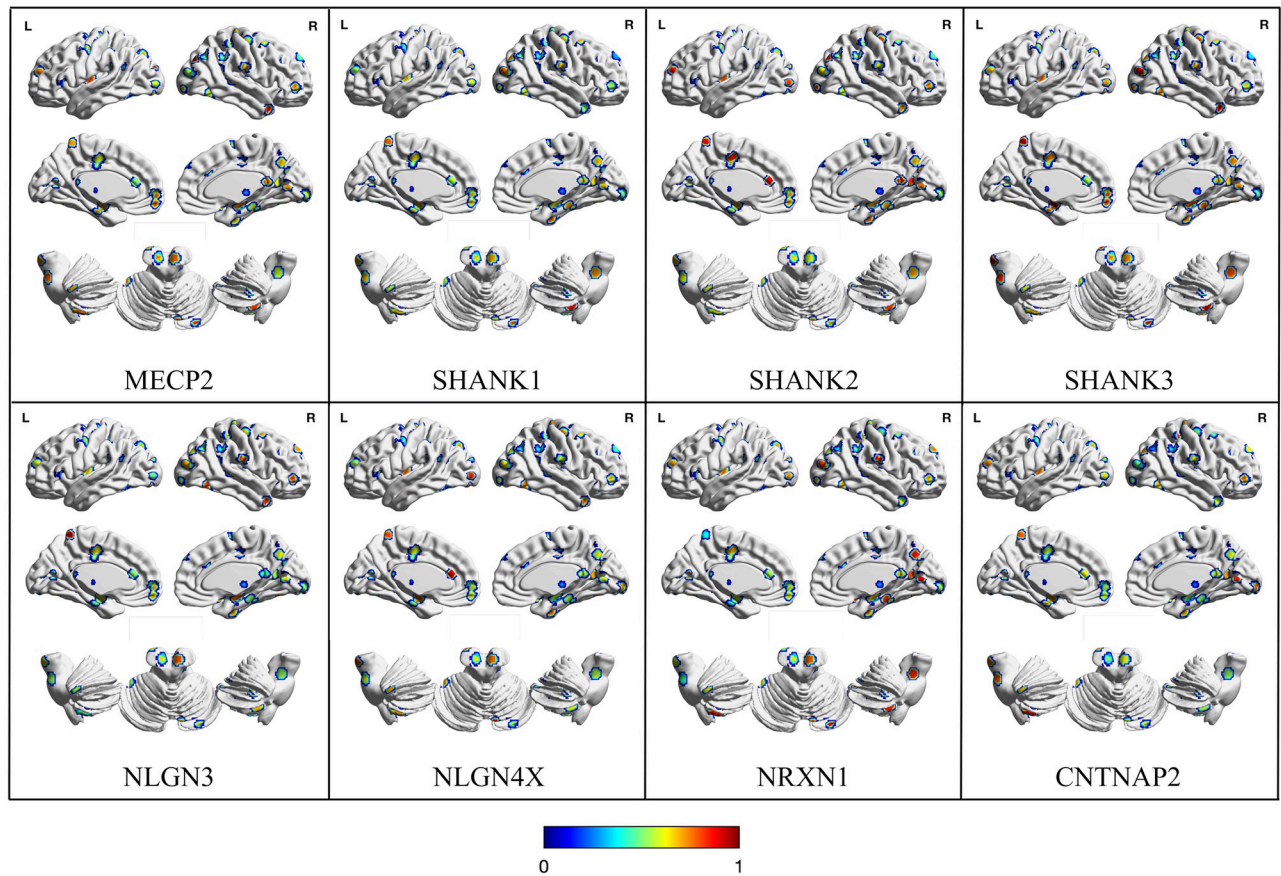 L R L R L R L R
MECP2 SHANK1 SHANK2 SHANK3
L R L R L R L R
NLGN3 NLGN4X NRXN1 CNTNAP2
0 1